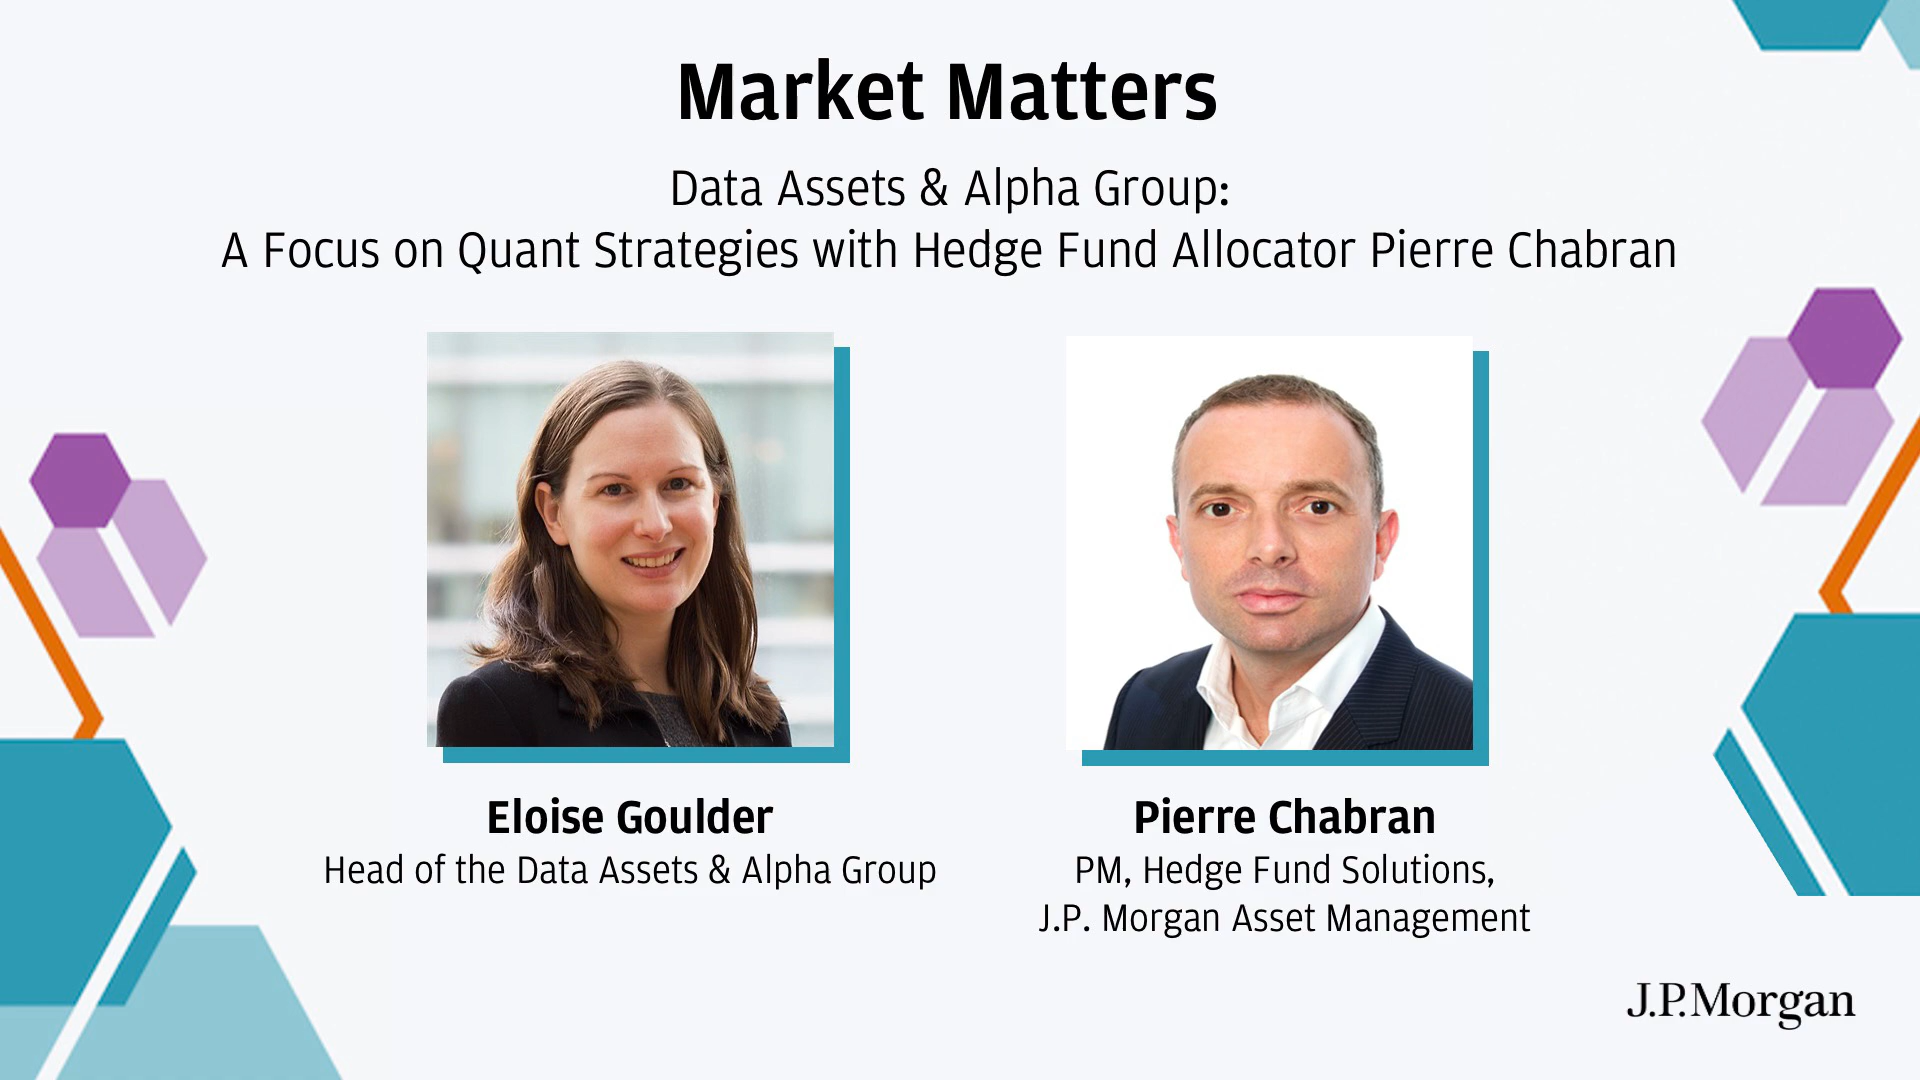 Market Matters
Data Assets & Alpha Group:
A Focus on Quant Strategies with Hedge Fund Allocator Pierre Chabran
Eloise Goulder
Head of the Data Assets & Alpha Group
Pierre Chabran
PM, Hedge Fund Solutions,
J.P. Morgan Asset Management
J.P.Morgan